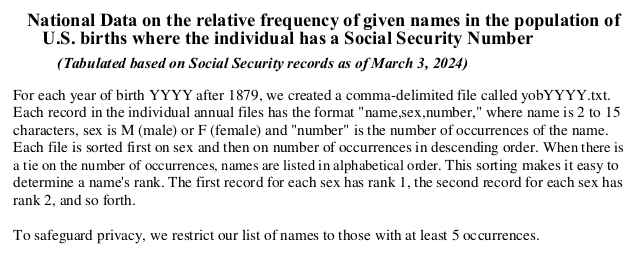 National Data on the relative frequency of given names in the population of
U.S. births where the individual has a Social Security Number
(Tabulated based on Social Security records as of March 3, 2024)
For each year of birth YYYY after 1879, we created a comma-delimited file called yobYYYY.txt.
Each record in the individual annual files has the format "name,sex,number," where name is 2 to 15
characters, sex is M (male) or F (female) and "number" is the number of occurrences of the name.
Each file is sorted first on sex and then on number of occurrences in descending order. When there is
a tie on the number of occurrences, names are listed in alphabetical order. This sorting makes it easy to
determine a name's rank. The first record for each sex has rank 1, the second record for each sex has
rank 2, and so forth.
To safeguard privacy, we restrict our list of names to those with at least 5 occurrences.